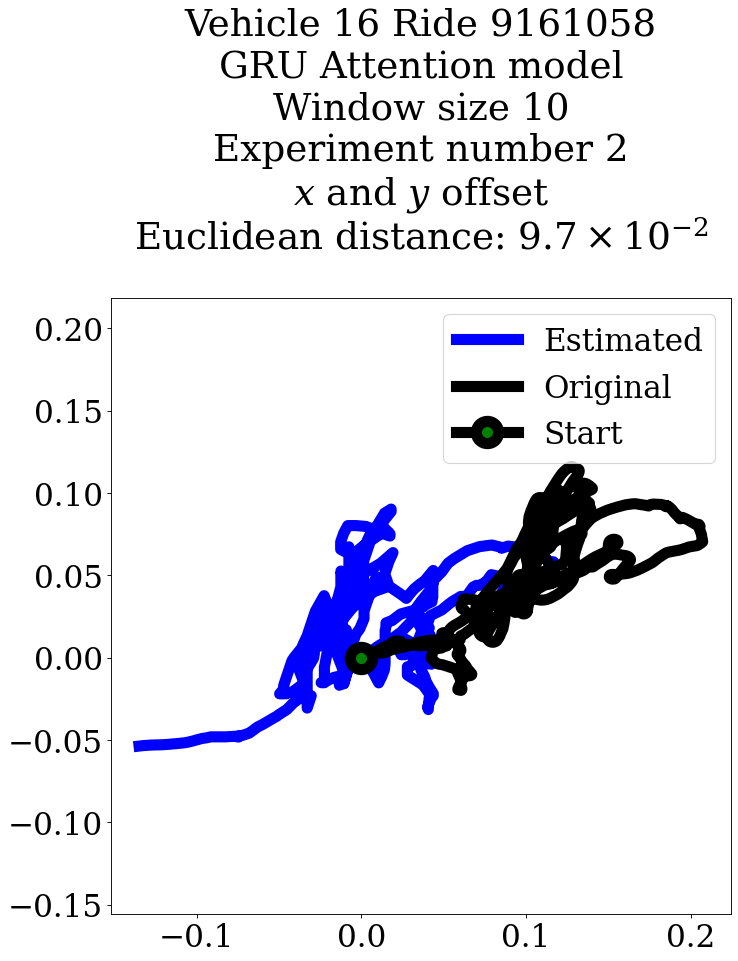 Vehicle 16 Ride 9161058
GRU Attention model
Window size 10
Experiment number 2
x and y offset
Euclidean distance: 9.7 × 10⁻²
Estimated
Original
Start
0.20
0.15
0.10
0.05
0.00
−0.05
−0.10
−0.15
−0.1 0.0 0.1 0.2